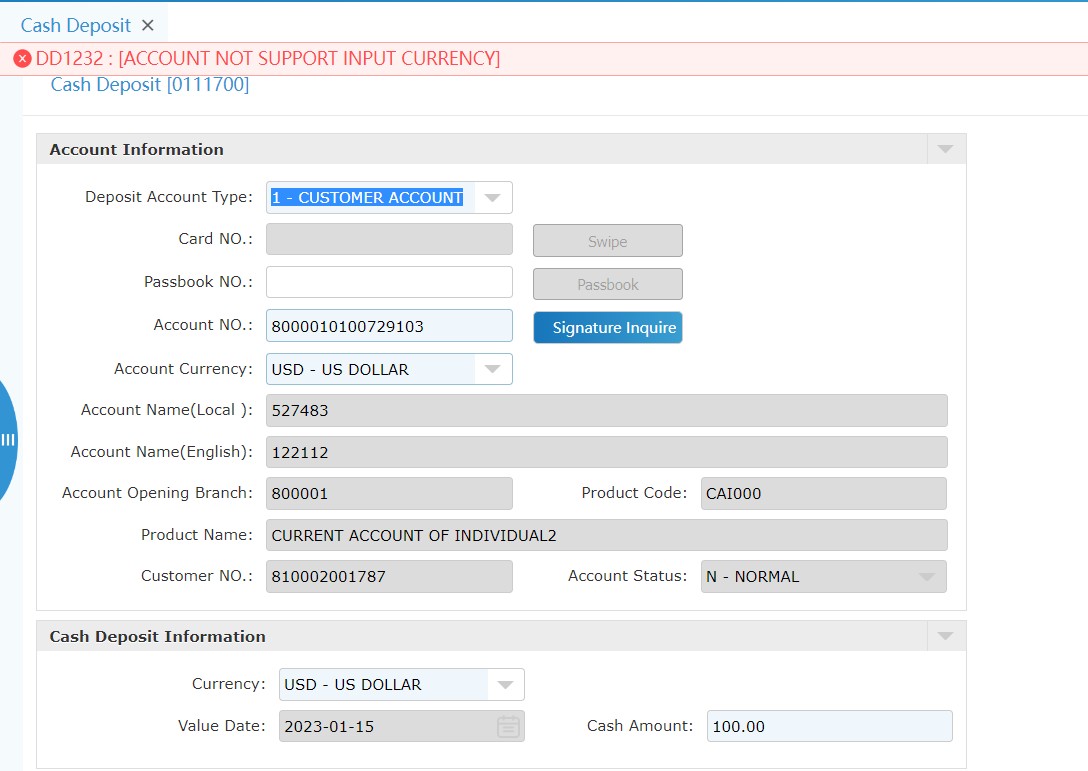 Cash Deposit ×
DD1232 : [ACCOUNT NOT SUPPORT INPUT CURRENCY]
Cash Deposit [0111700]
Account Information
Deposit Account Type: 1 - CUSTOMER ACCOUNT
Card NO.: Swipe
Passbook NO.: Passbook
Account NO.: 8000010100729103 Signature Inquire
Account Currency: USD - US DOLLAR
Account Name(Local ): 527483
Account Name(English): 122112
Account Opening Branch: 800001 Product Code: CAI000
Product Name: CURRENT ACCOUNT OF INDIVIDUAL2
Customer NO.: 810002001787 Account Status: N - NORMAL
Cash Deposit Information
Currency: USD - US DOLLAR
Value Date: 2023-01-15 Cash Amount: 100.00